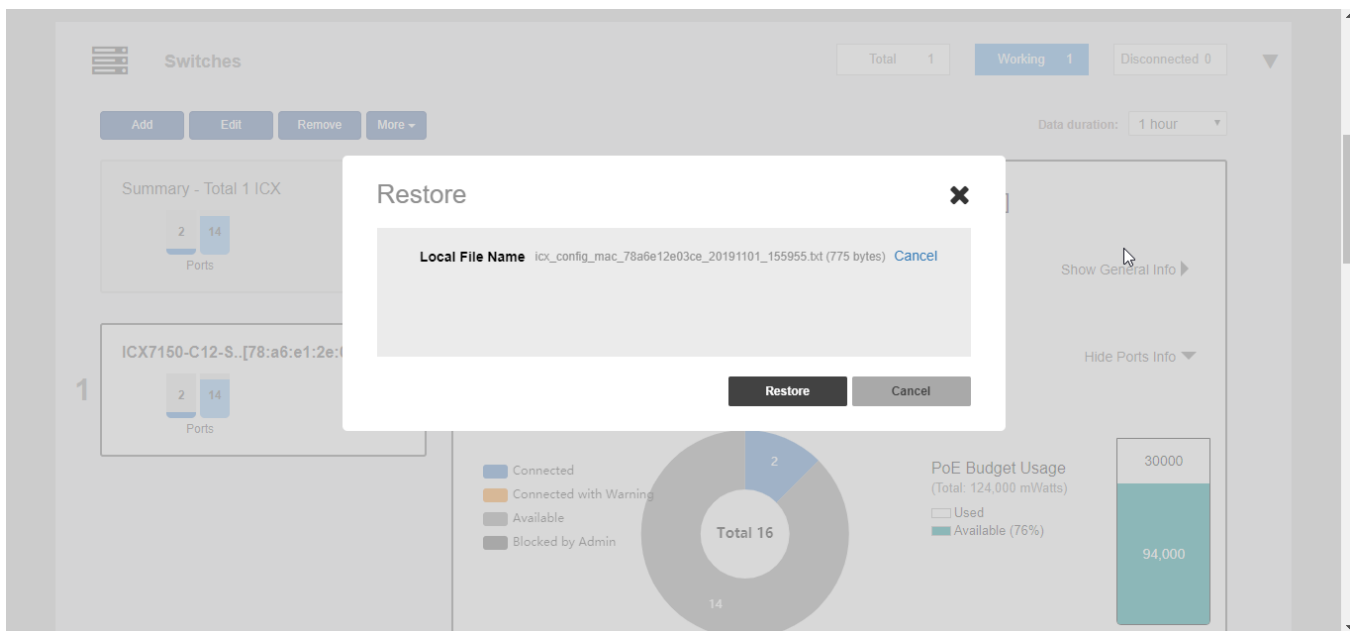 Switches
Total 1
Working 1
Disconnected 0
Add
Edit
Remove
More
Data duration:
1 hour
Summary - Total 1 ICX
2 14
Ports
1
ICX7150-C12-S..[78:a6:e1:2e:
2 14
Ports
]
Show General Info
Hide Ports Info
Restore
Local File Name icx_config_mac_78a6e12e03ce_20191101_155955.txt (775 bytes) Cancel
Restore
Cancel
Connected
Connected with Warning
Available
Blocked by Admin
2
Total 16
14
PoE Budget Usage
(Total: 124,000 mWatts)
Used
Available (76%)
30000
94,000